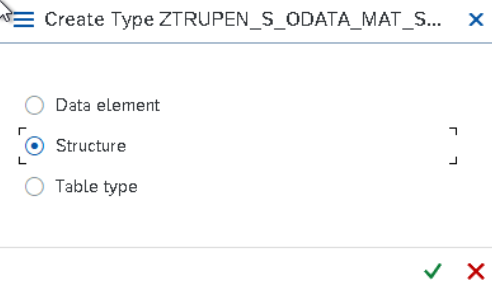 Create Type ZTRUPEN_S_ODATA_MAT_S...
Data element
Structure
Table type